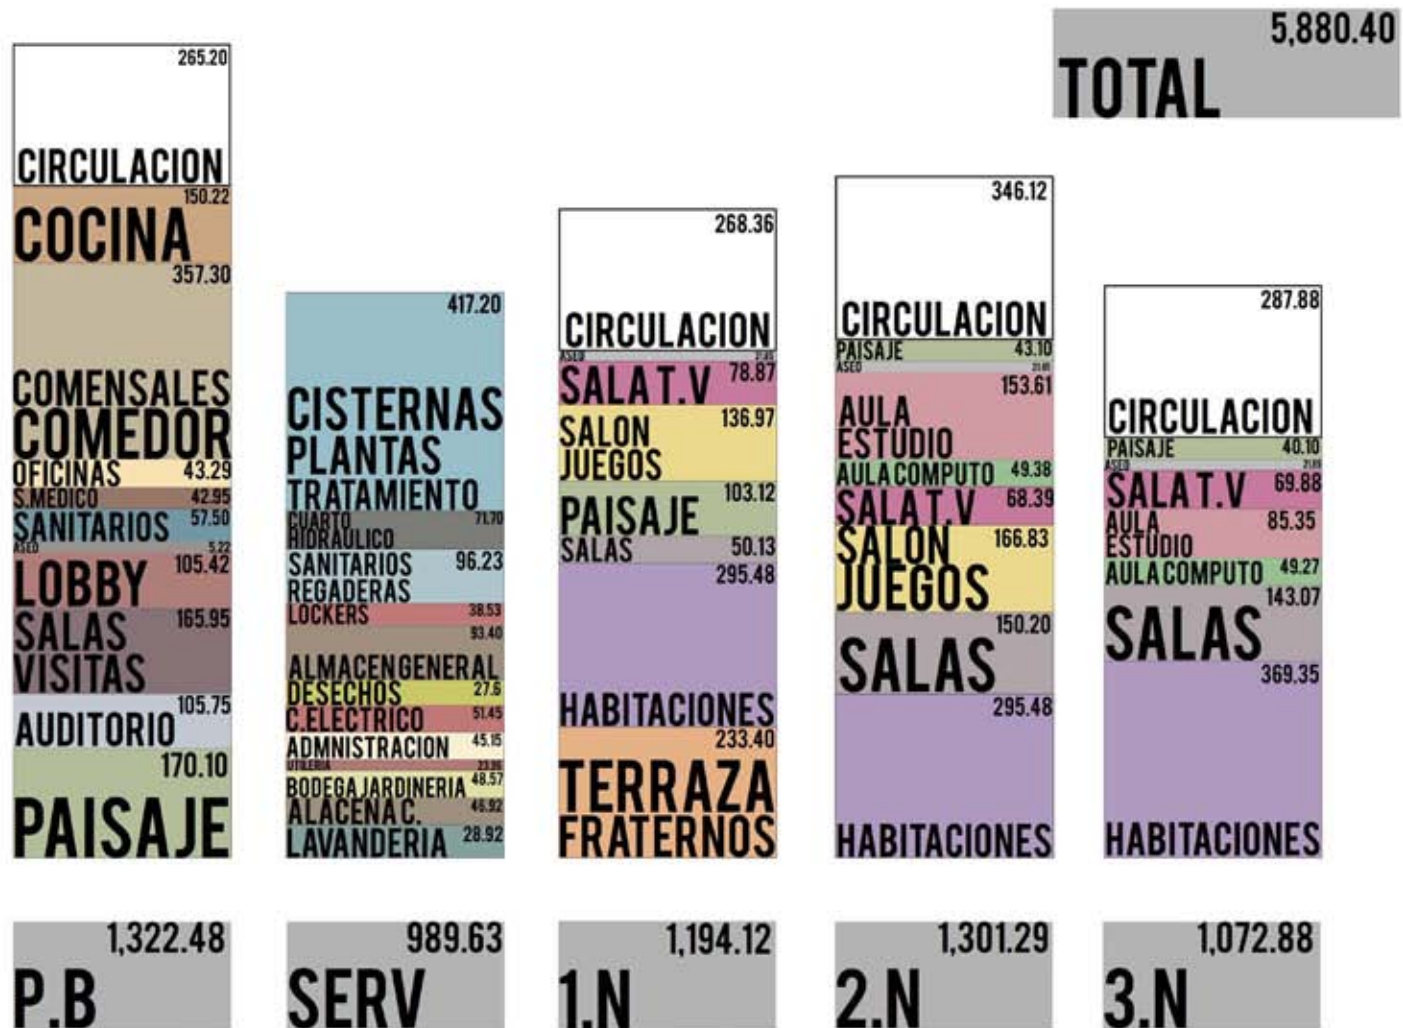 5,880.40
TOTAL
265.20
CIRCULACION
150.22
COCINA
357.30
COMENSALES
COMEDOR
OFICINAS 43.29
S.MEDICO 42.95
SANITARIOS 57.50
ASEO 5.22
LOBBY 105.42
SALAS 165.95
VISITAS
AUDITORIO 105.75
170.10
PAISAJE
1,322.48
P.B
417.20
CISTERNAS
PLANTAS
TRATAMIENTO
CUARTO 71.70
HIDRAULICO
SANITARIOS 96.23
REGADERAS
LOCKERS 38.53
93.40
ALMACEN GENERAL
DESECHOS 27.6
C.ELECTRICO 51.45
ADMNISTRACION 45.15
UTILERIA
BODEGA JARDINERIA 48.57
ALACENA C. 46.92
LAVANDERIA 28.92
989.63
SERV
268.36
CIRCULACION
ASEO
SALA T.V 78.87
SALON 136.97
JUEGOS
103.12
PAISAJE
SALAS 50.13
295.48
HABITACIONES
233.40
TERRAZA
FRATERNOS
1,194.12
1.N
346.12
CIRCULACION
PAISAJE 43.10
ASEO
153.61
AULA
ESTUDIO
AULA COMPUTO 49.38
SALA T.V 68.39
SALON 166.83
JUEGOS
150.20
SALAS
295.48
HABITACIONES
1,301.29
2.N
287.88
CIRCULACION
PAISAJE 40.10
ASEO
SALA T.V 69.88
AULA 85.35
ESTUDIO
AULA COMPUTO 49.27
143.07
SALAS
369.35
HABITACIONES
1,072.88
3.N